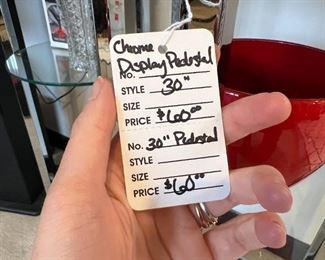 Chrome
Display Pedestal
No.
STYLE 30"
SIZE
PRICE $60.00
No. 30" Pedestal
STYLE
SIZE
PRICE $60.00